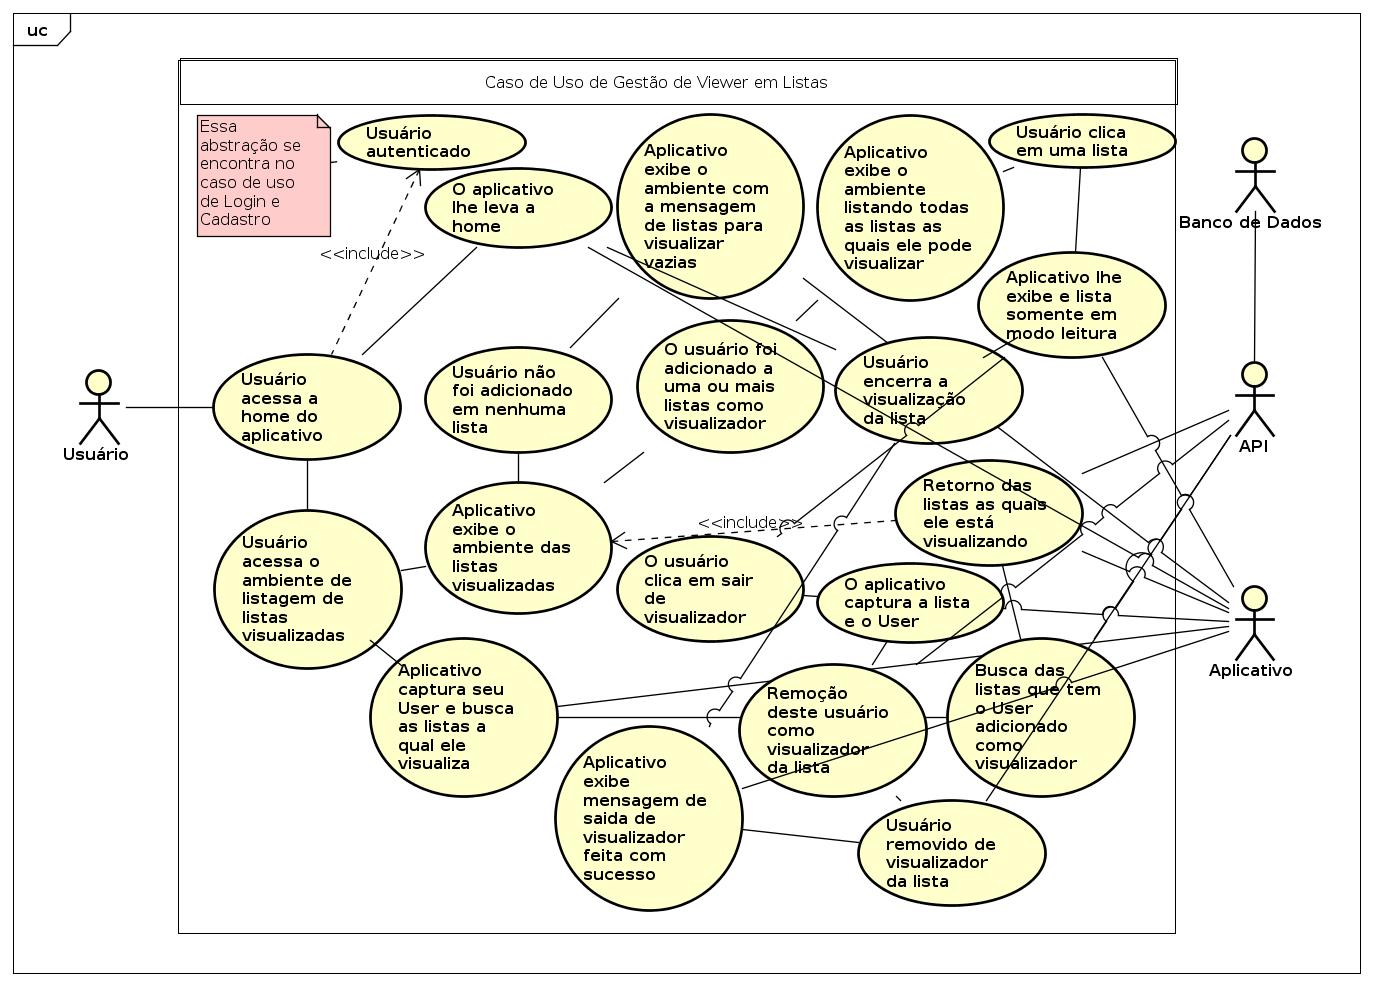 uc
Caso de Uso de Gestão de Viewer em Listas
Essa
abstração se
encontra no
caso de uso
de Login e
Cadastro
Usuário
autenticado
O aplicativo
lhe leva a
home
<<include>>
Aplicativo
exibe o
ambiente com
a mensagem
de listas para
visualizar
vazias
Aplicativo
exibe o
ambiente
listando todas
as listas as
quais ele pode
visualizar
Usuário clica
em uma lista
Banco de Dados
Aplicativo lhe
exibe e lista
somente em
modo leitura
Usuário
Usuário
acessa a
home do
aplicativo
Usuário não
foi adicionado
em nenhuma
lista
O usuário foi
adicionado a
uma ou mais
listas como
visualizador
Usuário
encerra a
visualização
da lista
API
Usuário
acessa o
ambiente de
listagem de
listas
visualizadas
Aplicativo
exibe o
ambiente das
listas
visualizadas
<<include>>
Retorno das
listas as quais
ele está
visualizando
O usuário
clica em sair
de
visualizador
O aplicativo
captura a lista
e o User
Aplicativo
Aplicativo
captura seu
User e busca
as listas a
qual ele
visualiza
Remoção
deste usuário
como
visualizador
da lista
Busca das
listas que tem
o User
adicionado
como
visualizador
Aplicativo
exibe
mensagem de
saida de
visualizador
feita com
sucesso
Usuário
removido de
visualizador
da lista